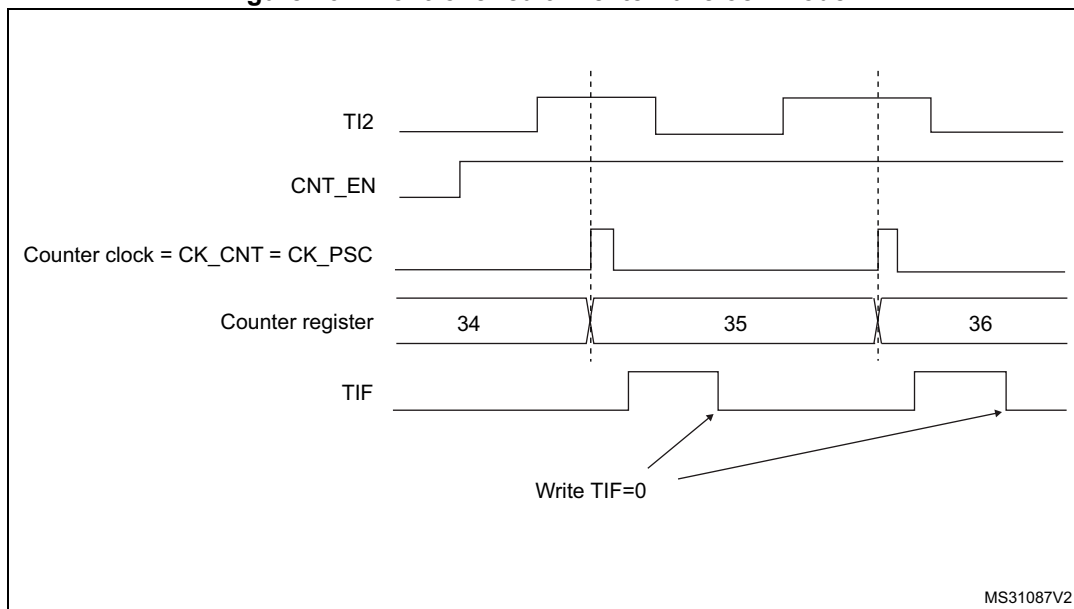 TI2
CNT_EN
Counter clock = CK_CNT = CK_PSC
Counter register
34
35
36
TIF
Write TIF=0
MS31087V2